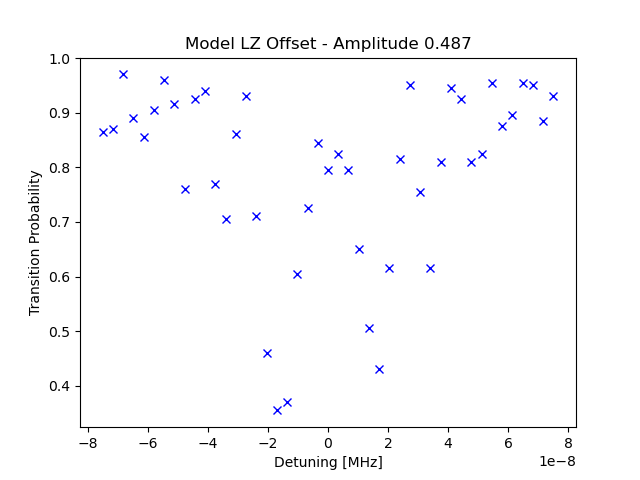 Model LZ Offset - Amplitude 0.487
1.0
0.9
0.8
0.7
0.6
0.5
0.4
Transition Probability
−8 −6 −4 −2 0 2 4 6 8
1e−8
Detuning [MHz]